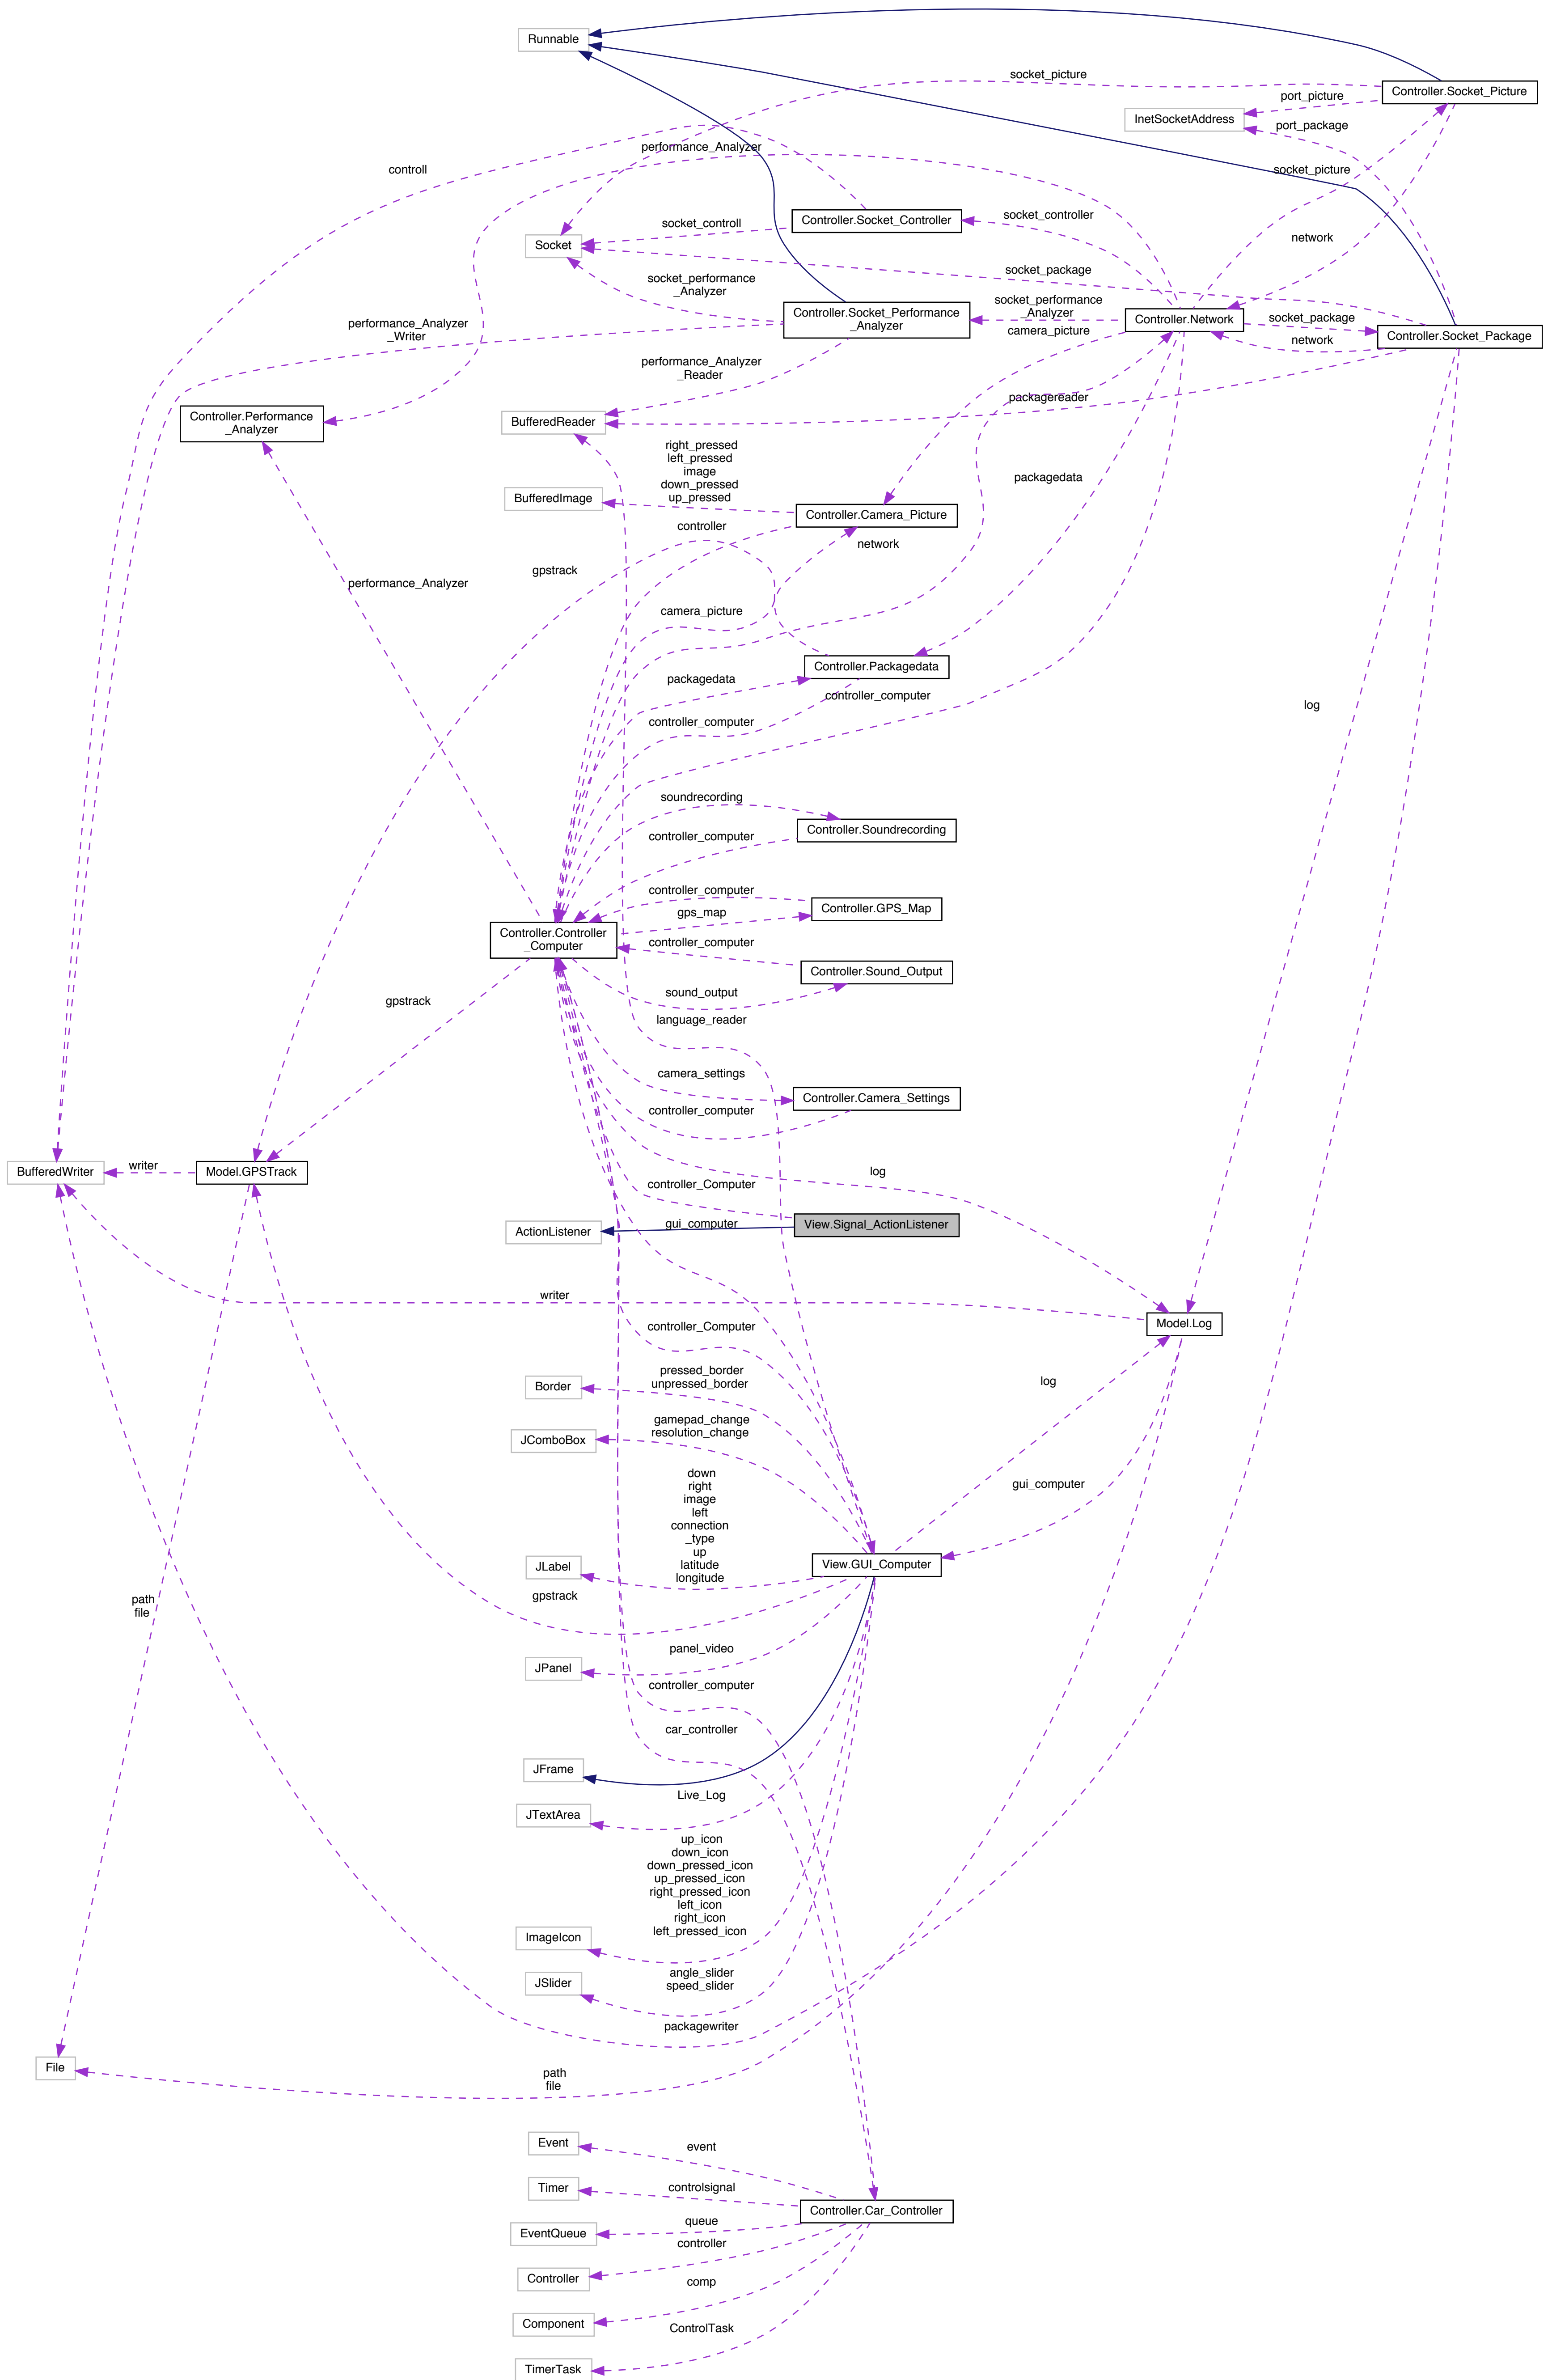 Runnable
socket_picture
Controller.Socket_Picture
port_picture
InetSocketAddress
port_package
performance_Analyzer
controll
socket_picture
Controller.Socket_Controller
socket_controller
socket_controll
Socket
network
socket_package
socket_performance
_Analyzer
Controller.Socket_Performance
_Analyzer
socket_performance
_Analyzer
Controller.Network
socket_package
camera_picture
network
Controller.Socket_Package
performance_Analyzer
_Writer
performance_Analyzer
_Reader
packagereader
Controller.Performance
_Analyzer
BufferedReader
right_pressed
left_pressed
image
down_pressed
up_pressed
packagedata
BufferedImage
Controller.Camera_Picture
controller
network
gpstrack
performance_Analyzer
camera_picture
Controller.Packagedata
packagedata
controller_computer
log
controller_computer
soundrecording
Controller.Soundrecording
controller_computer
controller_computer
Controller.GPS_Map
gps_map
Controller.Controller
_Computer
controller_computer
Controller.Sound_Output
sound_output
gpstrack
language_reader
camera_settings
Controller.Camera_Settings
controller_computer
BufferedWriter
writer
Model.GPSTrack
log
controller_Computer
View.Signal_ActionListener
gui_computer
ActionListener
writer
Model.Log
controller_Computer
pressed_border
unpressed_border
Border
log
gamepad_change
resolution_change
JComboBox
down
right
image
left
connection
_type
up
latitude
longitude
gui_computer
JLabel
View.GUI_Computer
gpstrack
path
file
panel_video
JPanel
controller_computer
car_controller
JFrame
Live_Log
JTextArea
up_icon
down_icon
down_pressed_icon
up_pressed_icon
right_pressed_icon
left_icon
right_icon
left_pressed_icon
ImageIcon
angle_slider
speed_slider
JSlider
packagewriter
File
path
file
Event
event
Timer
controlsignal
Controller.Car_Controller
queue
EventQueue
controller
Controller
comp
Component
ControlTask
TimerTask